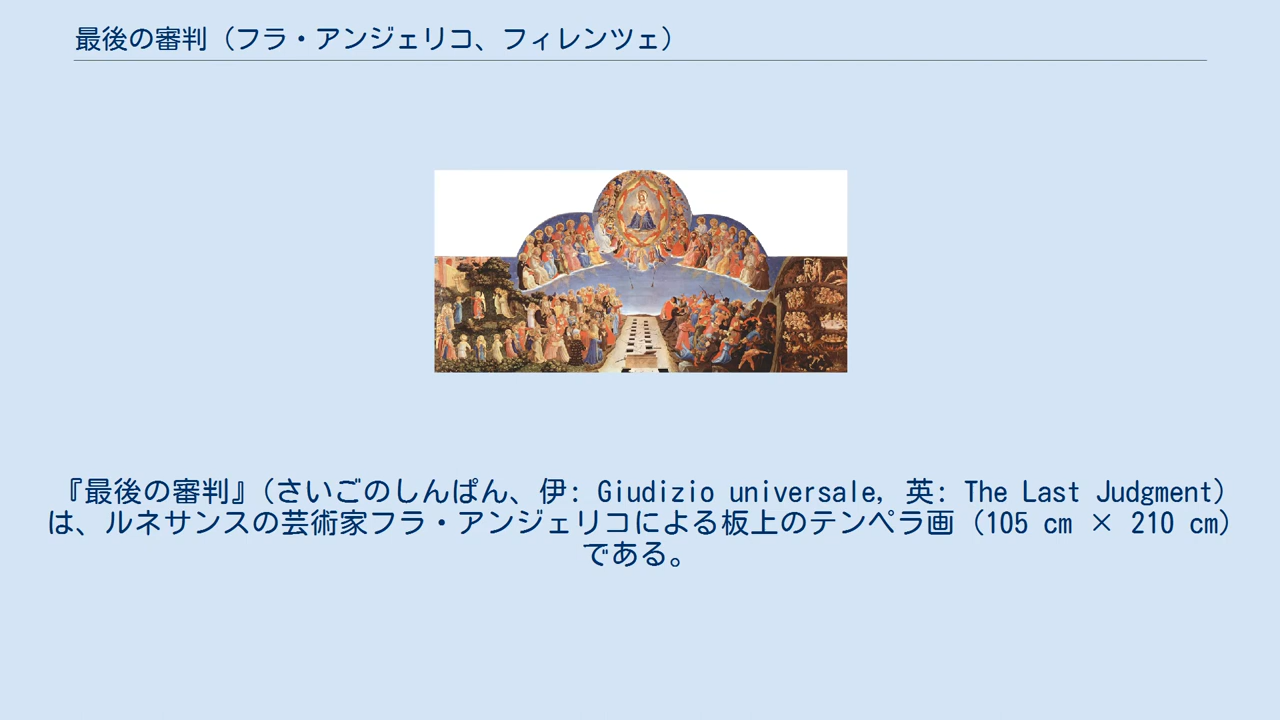 最後の審判（フラ・アンジェリコ、フィレンツェ）
『最後の審判』（さいごのしんぱん、伊: Giudizio universale, 英: The Last Judgment）
は、ルネサンスの芸術家フラ・アンジェリコによる板上のテンペラ画（105 cm × 210 cm）
である。